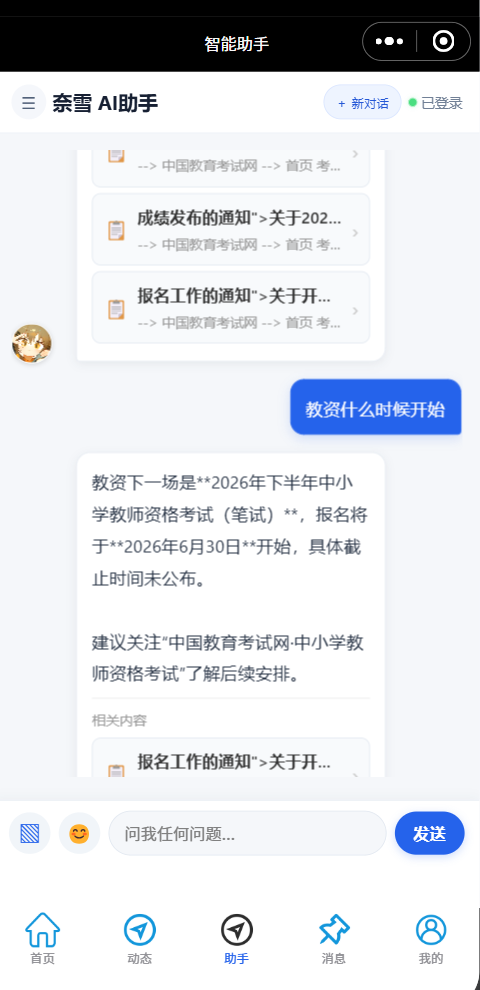 智能助手
☰ 奈雪 AI助手
+ 新对话
已登录
--> 中国教育考试网 --> 首页 考...
成绩发布的通知">关于202...
--> 中国教育考试网 --> 首页 考...
报名工作的通知">关于开...
--> 中国教育考试网 --> 首页 考...
教资什么时候开始
教资下一场是**2026年下半年中小
学教师资格考试（笔试）**，报名将
于**2026年6月30日**开始，具体截
止时间未公布。
建议关注“中国教育考试网·中小学教
师资格考试”了解后续安排。
相关内容
报名工作的通知">关于开...
问我任何问题...
发送
首页
动态
助手
消息
我的